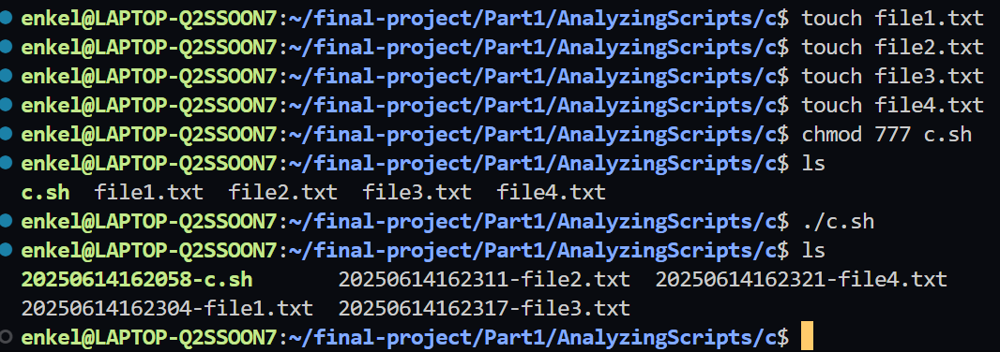 enkel@LAPTOP-Q2SSOON7:~/final-project/Part1/AnalyzingScripts/c$ touch file1.txt
enkel@LAPTOP-Q2SSOON7:~/final-project/Part1/AnalyzingScripts/c$ touch file2.txt
enkel@LAPTOP-Q2SSOON7:~/final-project/Part1/AnalyzingScripts/c$ touch file3.txt
enkel@LAPTOP-Q2SSOON7:~/final-project/Part1/AnalyzingScripts/c$ touch file4.txt
enkel@LAPTOP-Q2SSOON7:~/final-project/Part1/AnalyzingScripts/c$ chmod 777 c.sh
enkel@LAPTOP-Q2SSOON7:~/final-project/Part1/AnalyzingScripts/c$ ls
c.sh  file1.txt  file2.txt  file3.txt  file4.txt
enkel@LAPTOP-Q2SSOON7:~/final-project/Part1/AnalyzingScripts/c$ ./c.sh
enkel@LAPTOP-Q2SSOON7:~/final-project/Part1/AnalyzingScripts/c$ ls
20250614162058-c.sh       20250614162311-file2.txt  20250614162321-file4.txt
20250614162304-file1.txt  20250614162317-file3.txt
enkel@LAPTOP-Q2SSOON7:~/final-project/Part1/AnalyzingScripts/c$